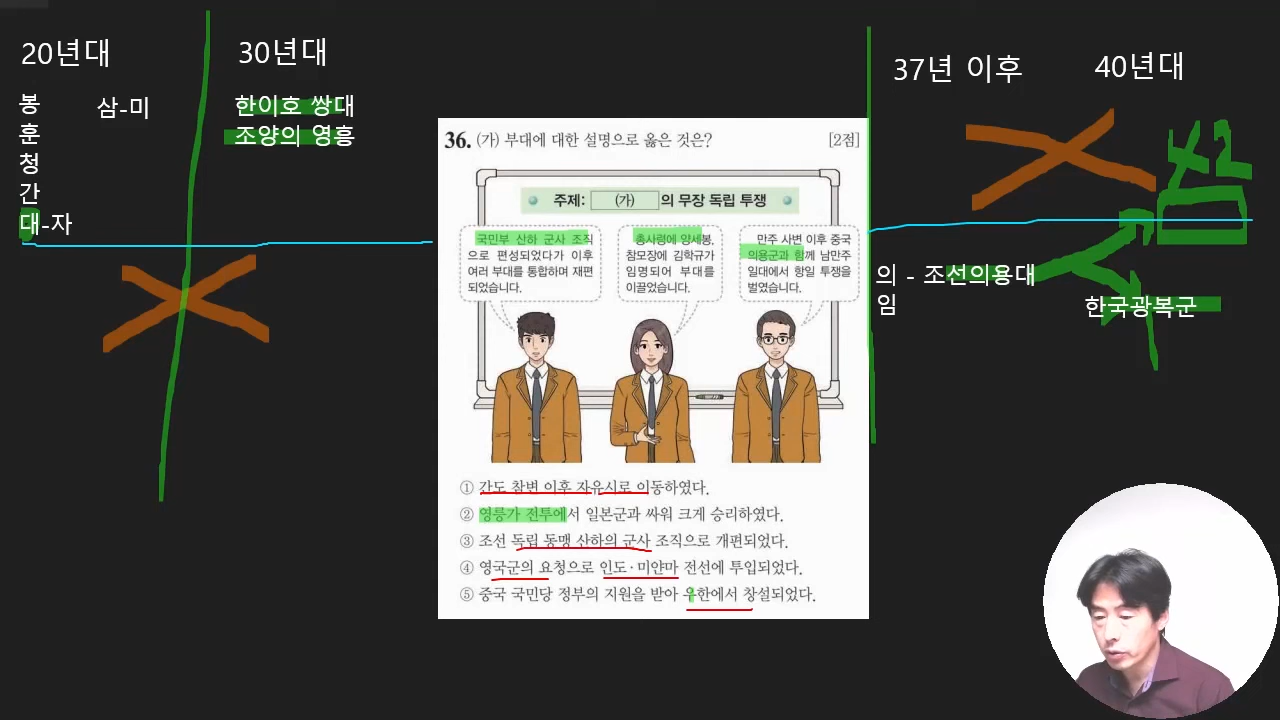 20년대
30년대
37년 이후
40년대
봉
훈
청
간
대-자
삼-미
한이호 쌍대
조양의 영흥
36. (가) 부대에 대한 설명으로 옳은 것은? [2점]
주제: (가) 의 무장 독립 투쟁
국민부 산하 군사 조직
으로 편성되었다가 이후
여러 부대를 통합하며 재편
되었습니다.
총사령에 양세봉,
참모장에 김학규가
임명되어 부대를
이끌었습니다.
만주 사변 이후 중국
의용군과 함께 남만주
일대에서 항일 투쟁을
벌였습니다.
① 간도 참변 이후 자유시로 이동하였다.
② 영릉가 전투에서 일본군과 싸워 크게 승리하였다.
③ 조선 독립 동맹 산하의 군사 조직으로 개편되었다.
④ 영국군의 요청으로 인도·미얀마 전선에 투입되었다.
⑤ 중국 국민당 정부의 지원을 받아 우한에서 창설되었다.
의 - 조선의용대
임
한국광복군